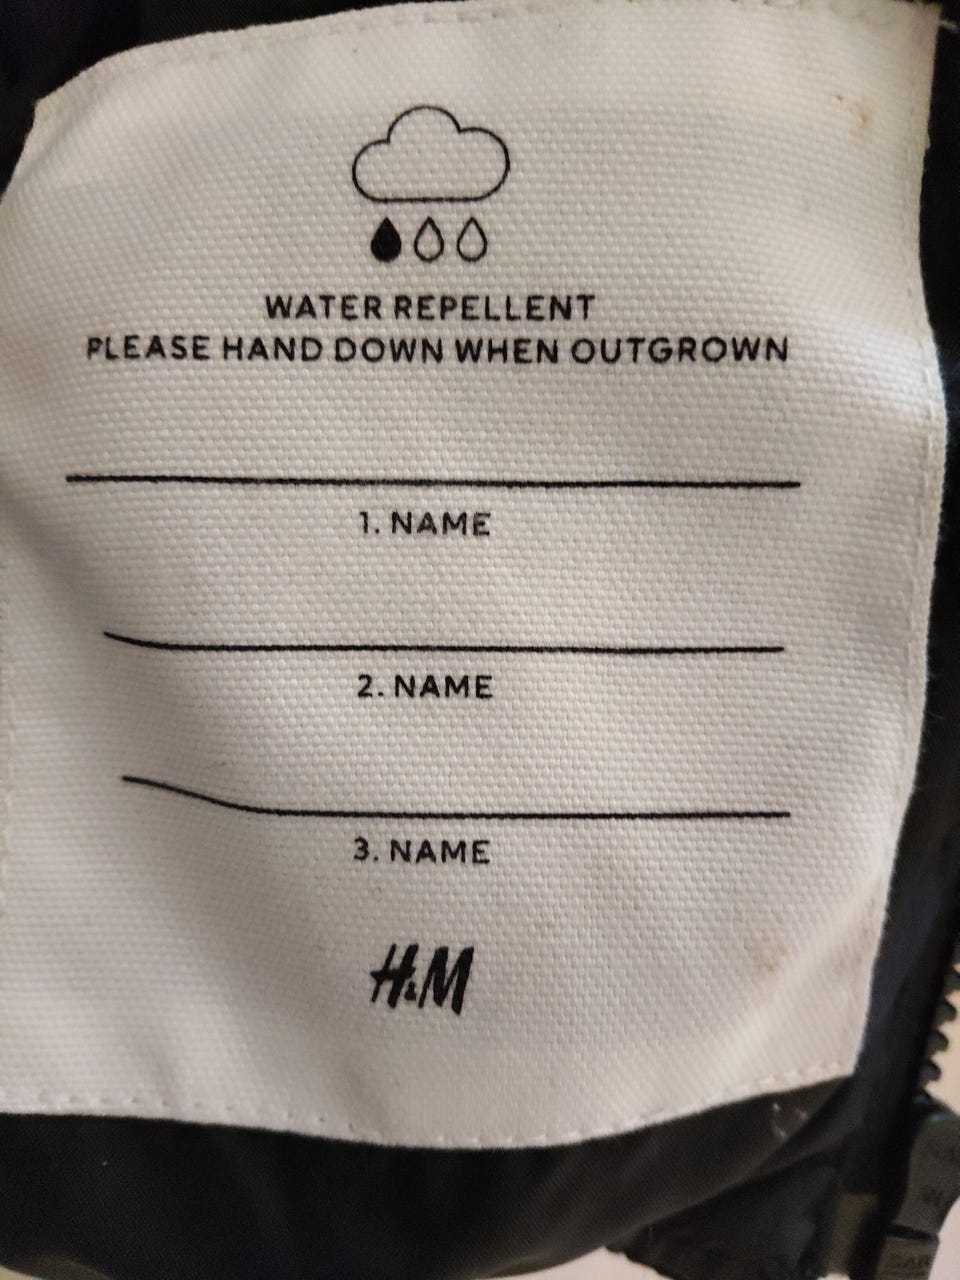 WATER REPELLENT
PLEASE HAND DOWN WHEN OUTGROWN
1. NAME
2. NAME
3. NAME
H&M